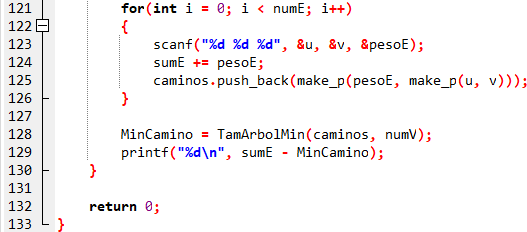 121 for(int i = 0; i < numE; i++)
122 {
123 scanf("%d %d %d", &u, &v, &pesoE);
124 sumE += pesoE;
125 caminos.push_back(make_p(pesoE, make_p(u, v)));
126 }
127
128 MinCamino = TamArbolMin(caminos, numV);
129 printf("%d\n", sumE - MinCamino);
130 }
131
132 return 0;
133 }